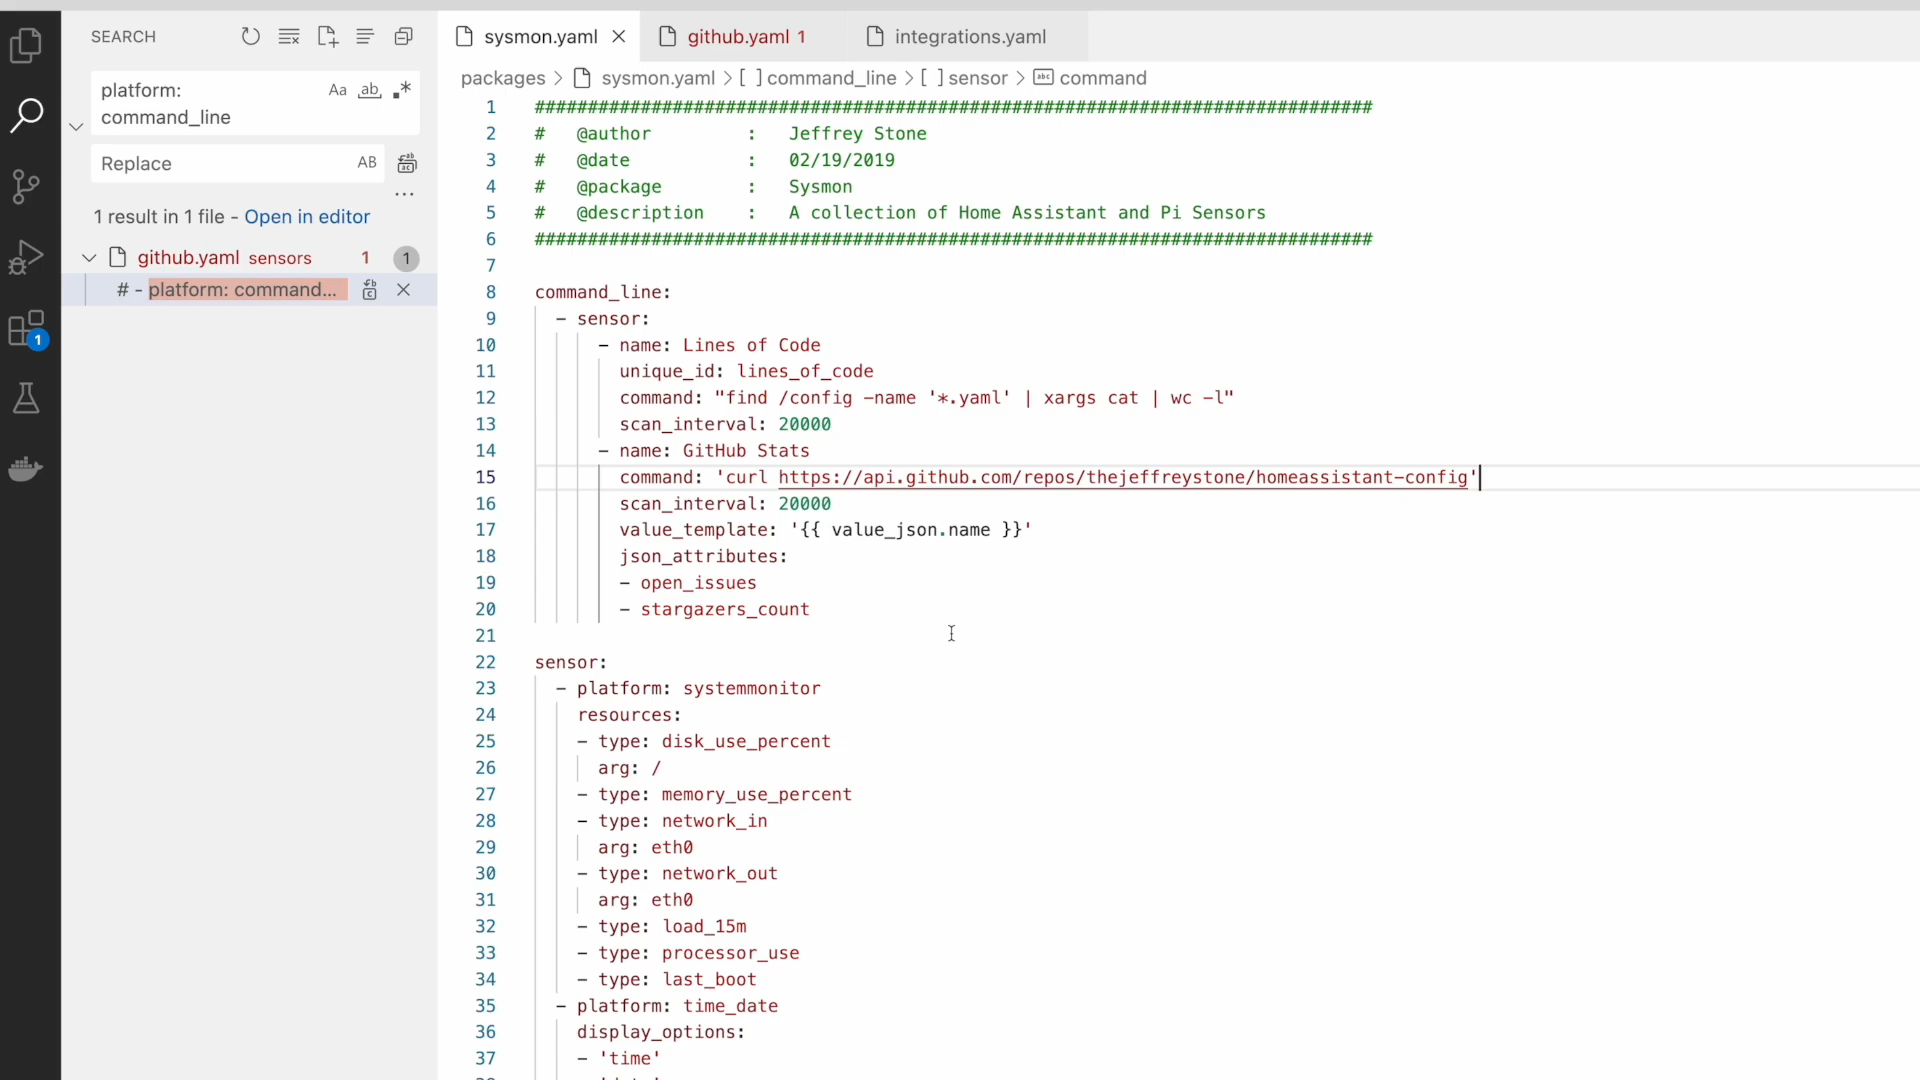 SEARCH
platform:
command_line
Aa ab .*
Replace
AB
1 result in 1 file - Open in editor
github.yaml sensors 1 1
# - platform: command...
1
sysmon.yaml
github.yaml 1
integrations.yaml
packages > sysmon.yaml > [ ] command_line > [ ] sensor > abc command
1 ###############################################################################
2 # @author : Jeffrey Stone
3 # @date : 02/19/2019
4 # @package : Sysmon
5 # @description : A collection of Home Assistant and Pi Sensors
6 ###############################################################################
7
8 command_line:
9 - sensor:
10 - name: Lines of Code
11 unique_id: lines_of_code
12 command: "find /config -name '*.yaml' | xargs cat | wc -l"
13 scan_interval: 20000
14 - name: GitHub Stats
15 command: 'curl https://api.github.com/repos/thejeffreystone/homeassistant-config'
16 scan_interval: 20000
17 value_template: '{{ value_json.name }}'
18 json_attributes:
19 - open_issues
20 - stargazers_count
21
22 sensor:
23 - platform: systemmonitor
24 resources:
25 - type: disk_use_percent
26 arg: /
27 - type: memory_use_percent
28 - type: network_in
29 arg: eth0
30 - type: network_out
31 arg: eth0
32 - type: load_15m
33 - type: processor_use
34 - type: last_boot
35 - platform: time_date
36 display_options:
37 - 'time'